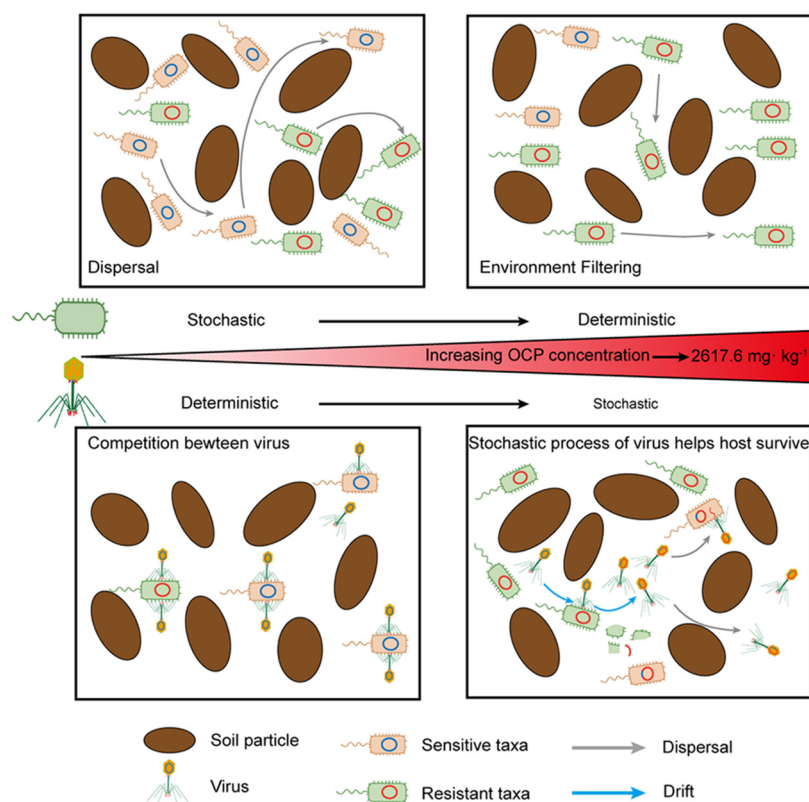 Dispersal
Environment Filtering
Stochastic
Deterministic
Increasing OCP concentration
2617.6 mg· kg⁻¹
Deterministic
Stochastic
Competition bewteen virus
Stochastic process of virus helps host survive
Soil particle
Sensitive taxa
Dispersal
Virus
Resistant taxa
Drift